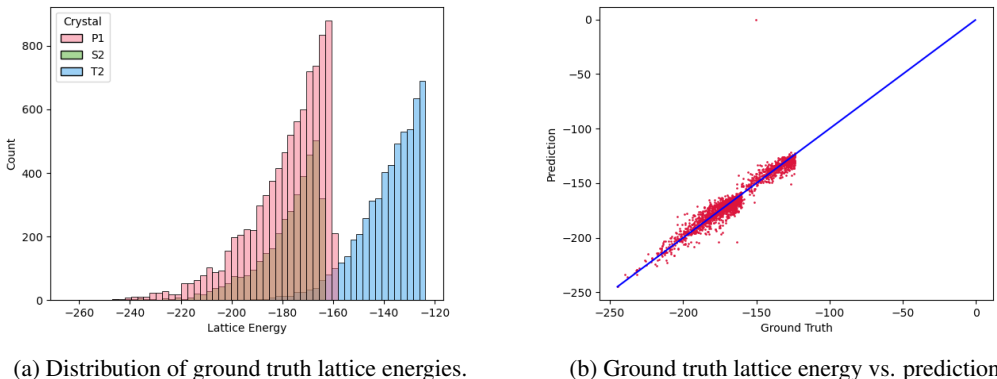 Crystal
P1
S2
T2
800
600
400
200
0
Count
−260 −240 −220 −200 −180 −160 −140 −120
Lattice Energy
(a) Distribution of ground truth lattice energies.
0
−50
−100
−150
−200
−250
Prediction
−250 −200 −150 −100 −50 0
Ground Truth
(b) Ground truth lattice energy vs. prediction